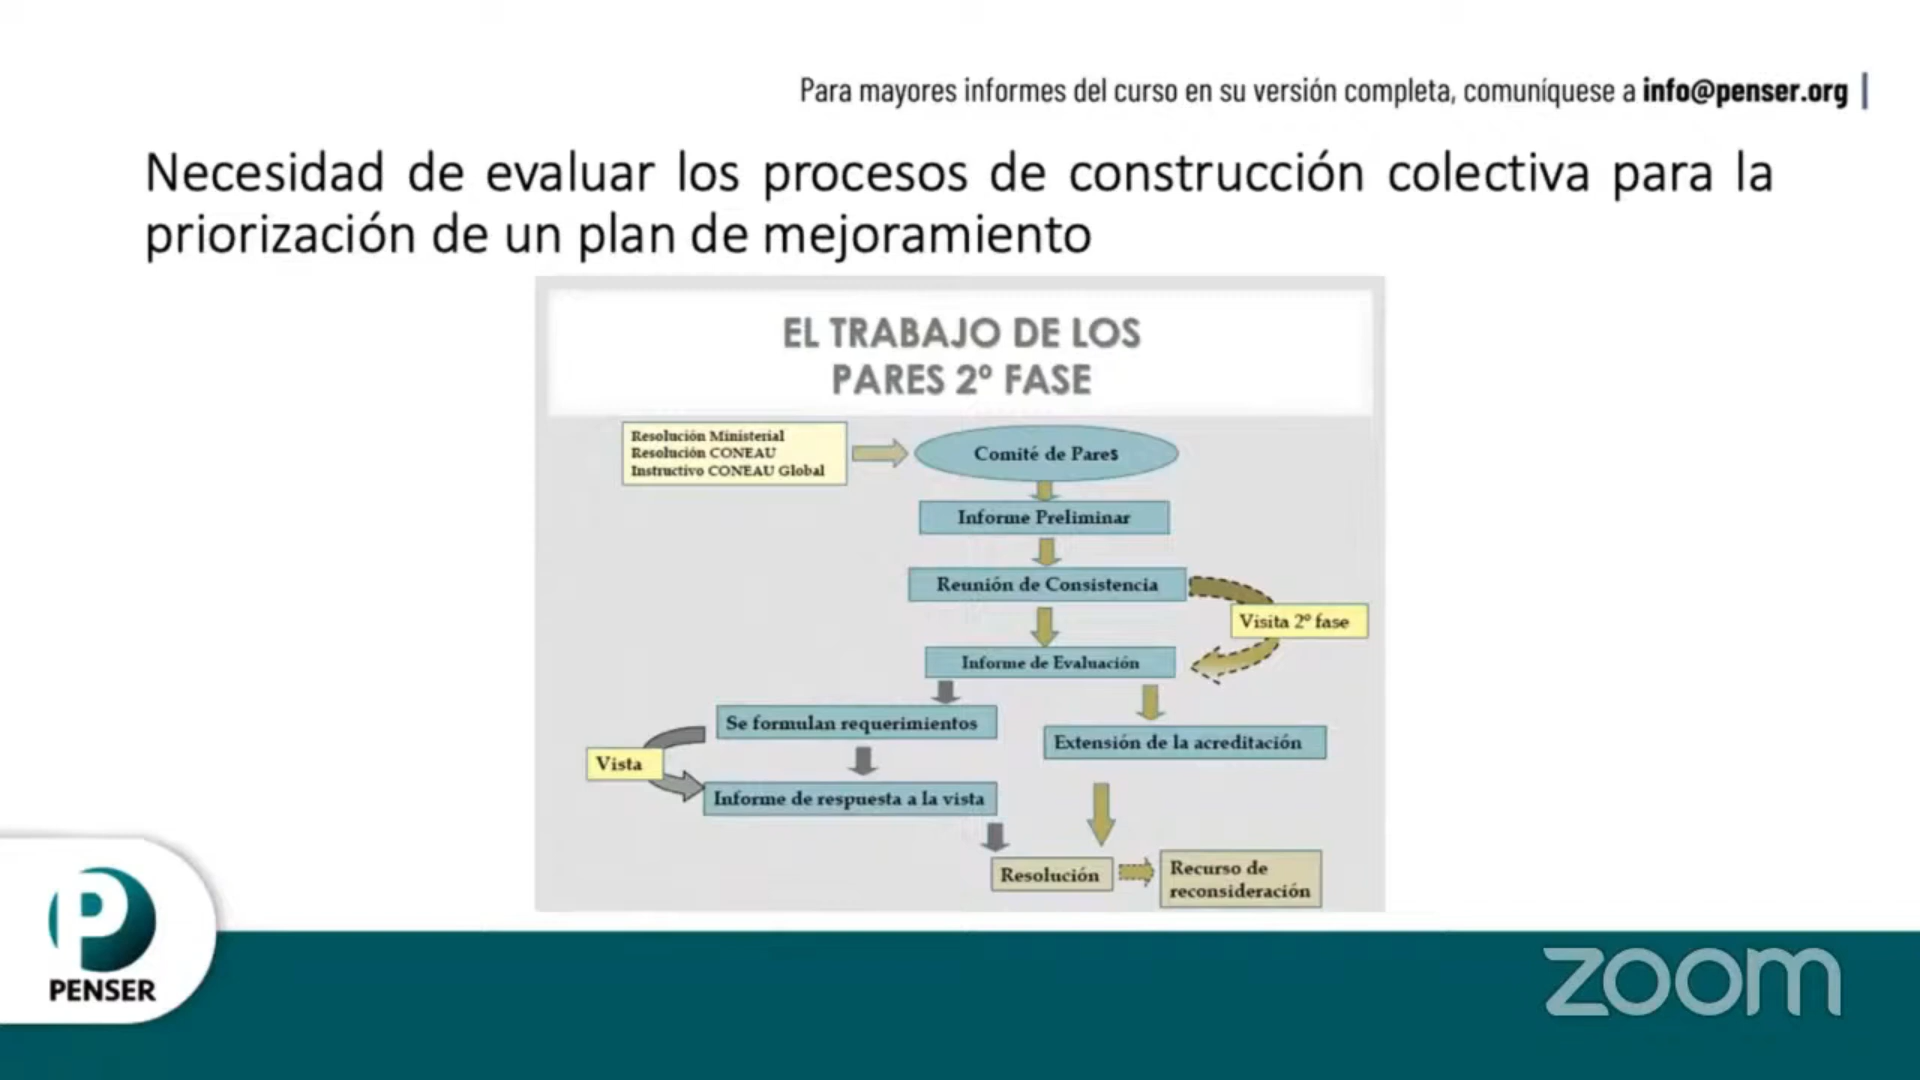 Para mayores informes del curso en su versión completa, comuníquese a info@penser.org |
Necesidad de evaluar los procesos de construcción colectiva para la
priorización de un plan de mejoramiento
EL TRABAJO DE LOS
PARES 2º FASE
Resolución Ministerial
Resolución CONEAU
Instructivo CONEAU Global
Comité de Pares
Informe Preliminar
Reunión de Consistencia
Visita 2º fase
Informe de Evaluación
Se formulan requerimientos
Extensión de la acreditación
Vista
Informe de respuesta a la vista
Resolución
Recurso de
reconsideración
P
PENSER
zoom